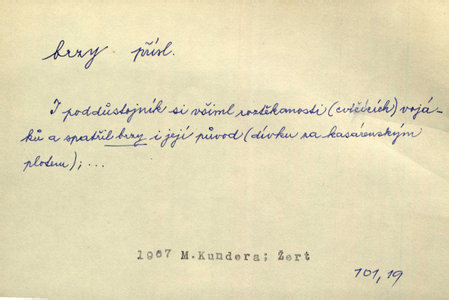 brzy přísl.
I poddůstojník si všiml roztěkanosti (cvičících) vojá-
ků a spatřil brzy i její původ (dívku za kasárenským
plotem); ...
1967 M.Kundera; Žert
101,19